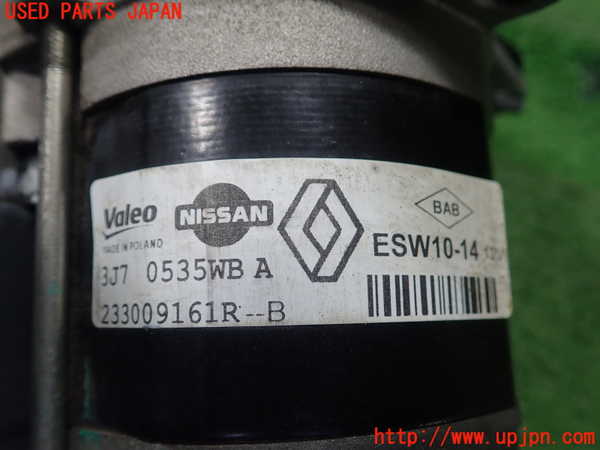 USED PARTS JAPAN
Valeo NISSAN BAB
MADE IN POLAND
ESW10-14
3J7 0535WB A
233009161R--B
http://www.upjpn.com/